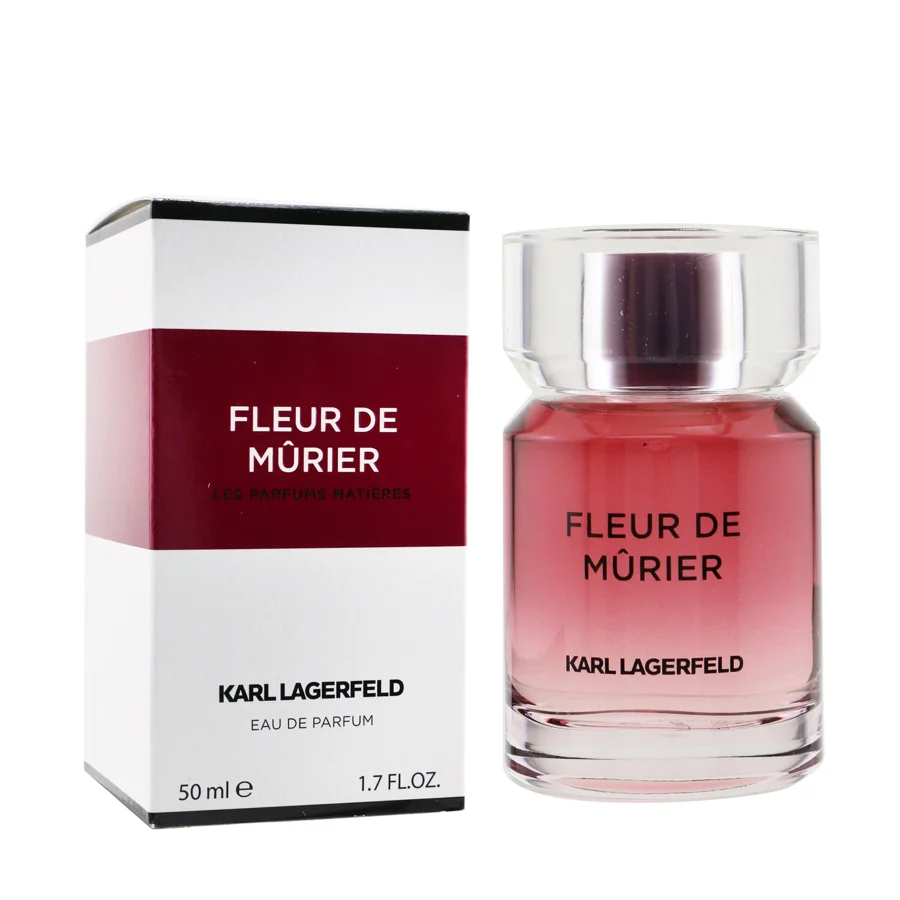 FLEUR DE
MÛRIER
LES PARFUMS MATIÈRES
KARL LAGERFELD
EAU DE PARFUM
50 ml ℮
1.7 FL.OZ.
FLEUR DE
MÛRIER
KARL LAGERFELD